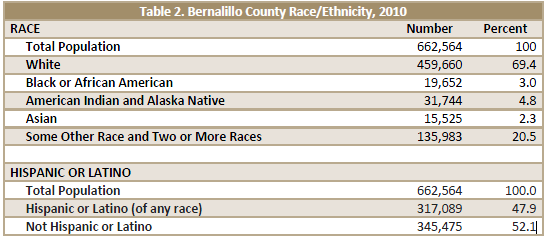 Table 2. Bernalillo County Race/Ethnicity, 2010
RACE Number Percent
Total Population 662,564 100
White 459,660 69.4
Black or African American 19,652 3.0
American Indian and Alaska Native 31,744 4.8
Asian 15,525 2.3
Some Other Race and Two or More Races 135,983 20.5
HISPANIC OR LATINO
Total Population 662,564 100.0
Hispanic or Latino (of any race) 317,089 47.9
Not Hispanic or Latino 345,475 52.1